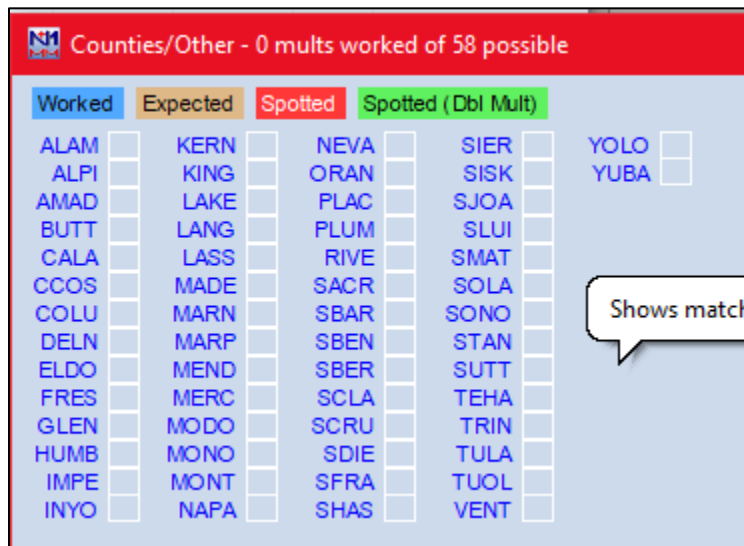 Counties/Other - 0 mults worked of 58 possible
Worked Expected Spotted Spotted (Dbl Mult)
ALAM KERN NEVA SIER YOLO
ALPI KING ORAN SISK YUBA
AMAD LAKE PLAC SJOA
BUTT LANG PLUM SLUI
CALA LASS RIVE SMAT
CCOS MADE SACR SOLA
COLU MARN SBAR SONO
DELN MARP SBEN STAN
ELDO MEND SBER SUTT
FRES MERC SCLA TEHA
GLEN MODO SCRU TRIN
HUMB MONO SDIE TULA
IMPE MONT SFRA TUOL
INYO NAPA SHAS VENT
Shows match